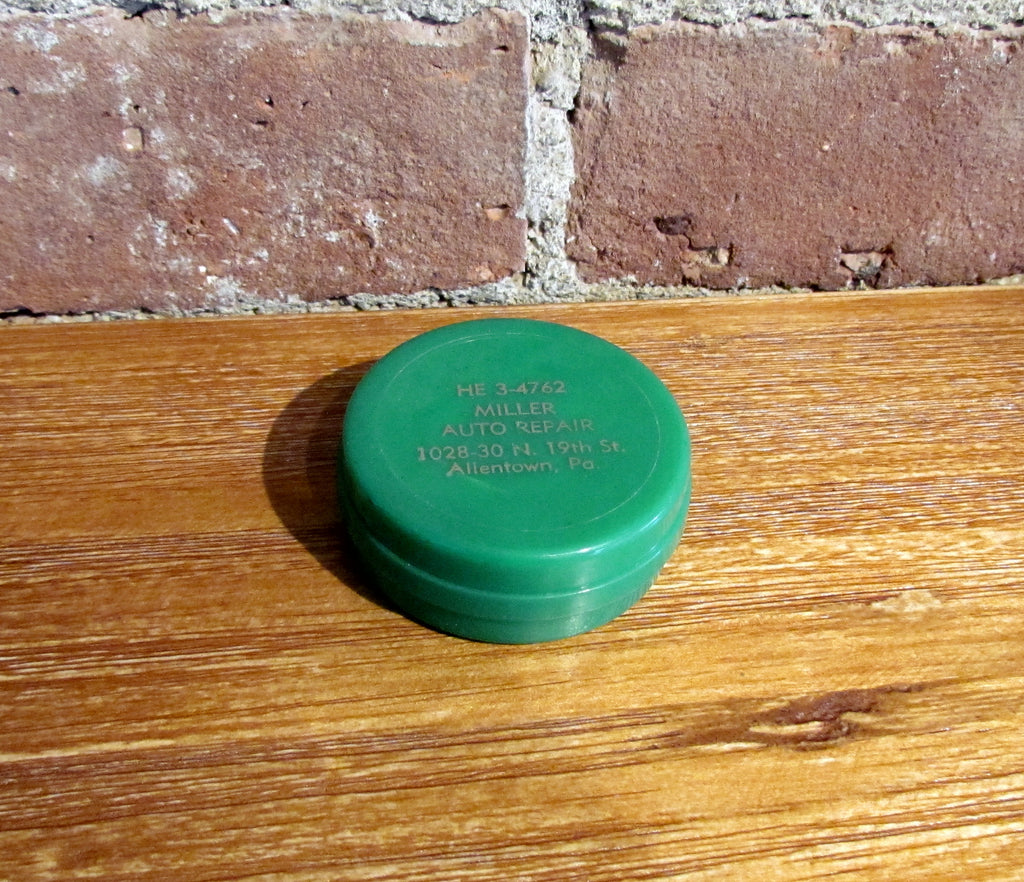 HE 3-4762
MILLER
AUTO REPAIR
1028-30 N. 19th St.
Allentown, Pa.